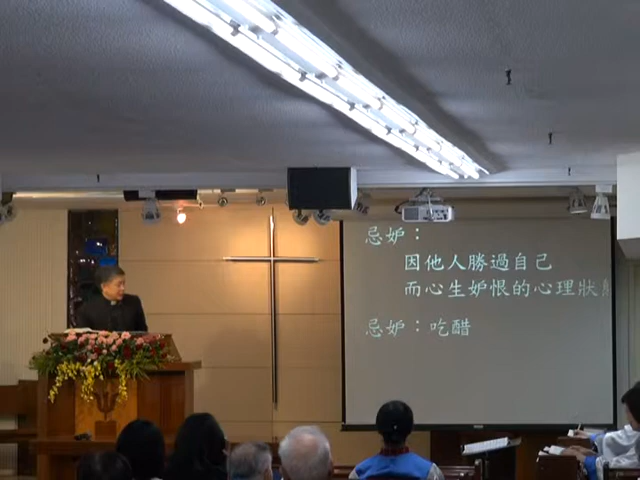 忌妒：
因他人勝過自己
而心生妒恨的心理狀態
忌妒：吃醋